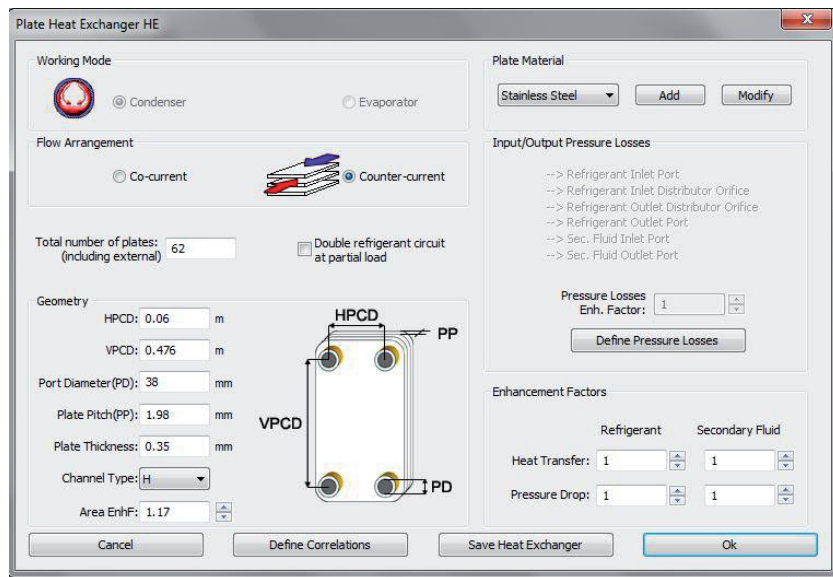 Plate Heat Exchanger HE
Working Mode
Condenser
Evaporator
Flow Arrangement
Co-current
Counter-current
Total number of plates:
(including external)
62
Double refrigerant circuit
at partial load
Geometry
HPCD: 0.06 m
VPCD: 0.476 m
Port Diameter(PD): 38 mm
Plate Pitch(PP): 1.98 mm
Plate Thickness: 0.35 mm
Channel Type: H
Area EnhF: 1.17
HPCD
PP
VPCD
PD
Plate Material
Stainless Steel
Add
Modify
Input/Output Pressure Losses
--> Refrigerant Inlet Port
--> Refrigerant Inlet Distributor Orifice
--> Refrigerant Outlet Distributor Orifice
--> Refrigerant Outlet Port
--> Sec. Fluid Inlet Port
--> Sec. Fluid Outlet Port
Pressure Losses
Enh. Factor:
1
Define Pressure Losses
Enhancement Factors
Refrigerant Secondary Fluid
Heat Transfer: 1 1
Pressure Drop: 1 1
Cancel
Define Correlations
Save Heat Exchanger
Ok